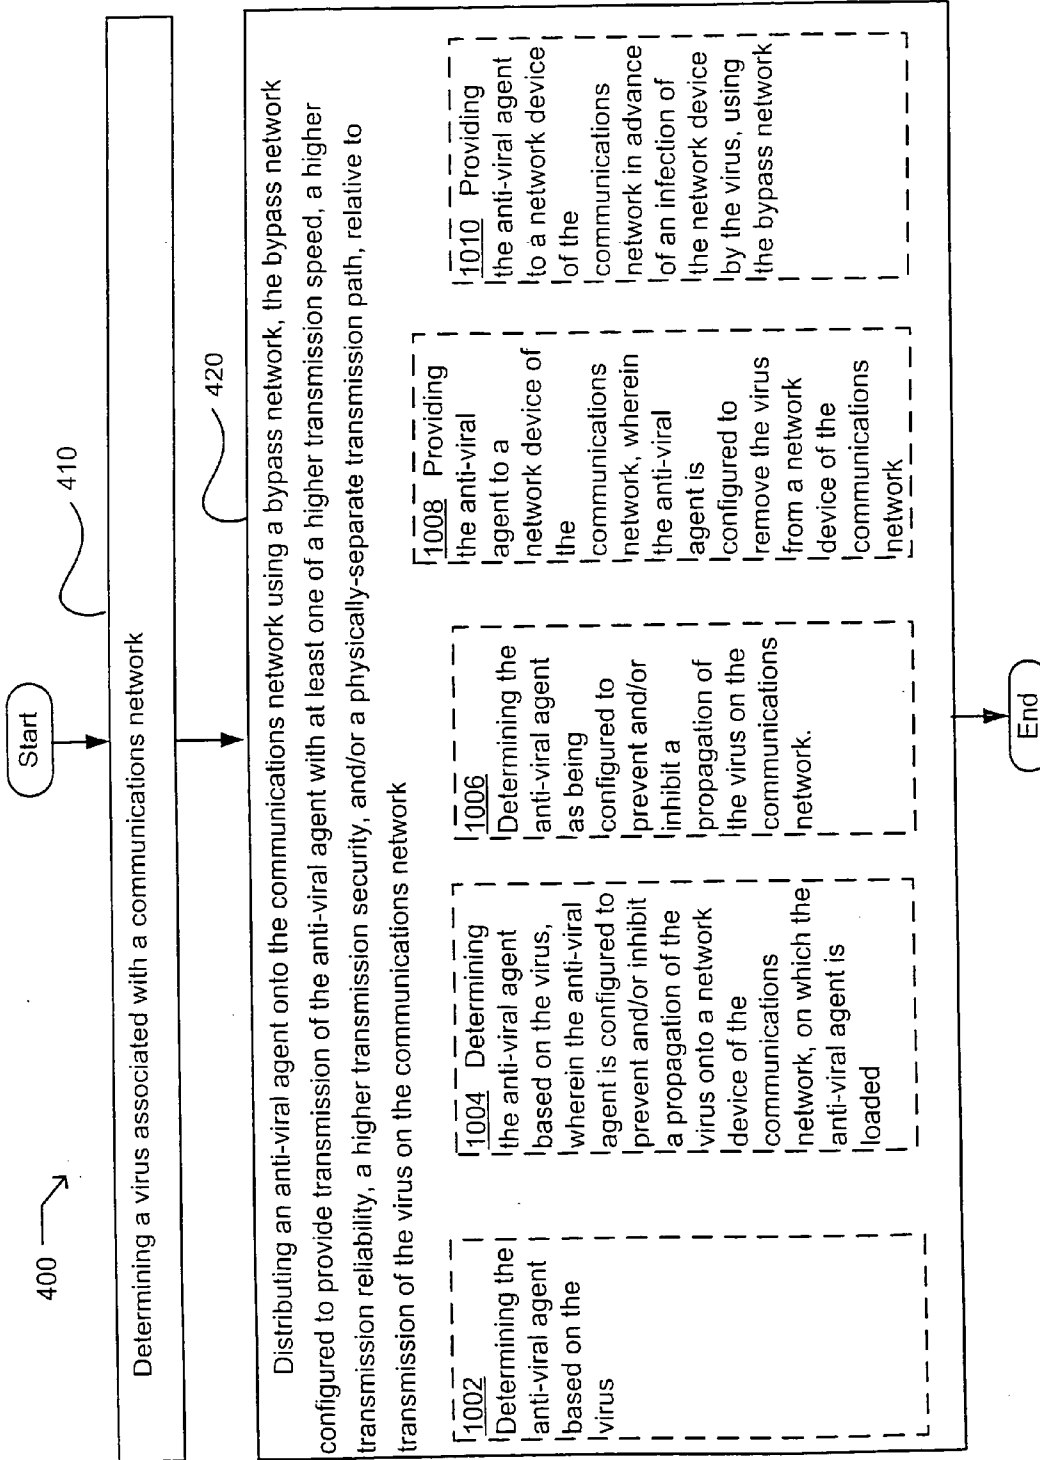 400
Start
410
Determining a virus associated with a communications network
420
Distributing an anti-viral agent onto the communications network using a bypass network, the bypass network
configured to provide transmission of the anti-viral agent with at least one of a higher transmission speed, a higher
transmission reliability, a higher transmission security, and/or a physically-separate transmission path, relative to
transmission of the virus on the communications network
1002
Determining the
anti-viral agent
based on the
virus
1004 Determining
the anti-viral agent
based on the virus,
wherein the anti-viral
agent is configured to
prevent and/or inhibit
a propagation of the
virus onto a network
device of the
communications
network, on which the
anti-viral agent is
loaded
1006
Determining the
anti-viral agent
as being
configured to
prevent and/or
inhibit a
propagation of
the virus on the
communications
network.
1008 Providing
the anti-viral
agent to a
network device of
the
communications
network, wherein
the anti-viral
agent is
configured to
remove the virus
from a network
device of the
communications
network
1010 Providing
the anti-viral agent
to a network device
of the
communications
network in advance
of an infection of
the network device
by the virus, using
the bypass network
End